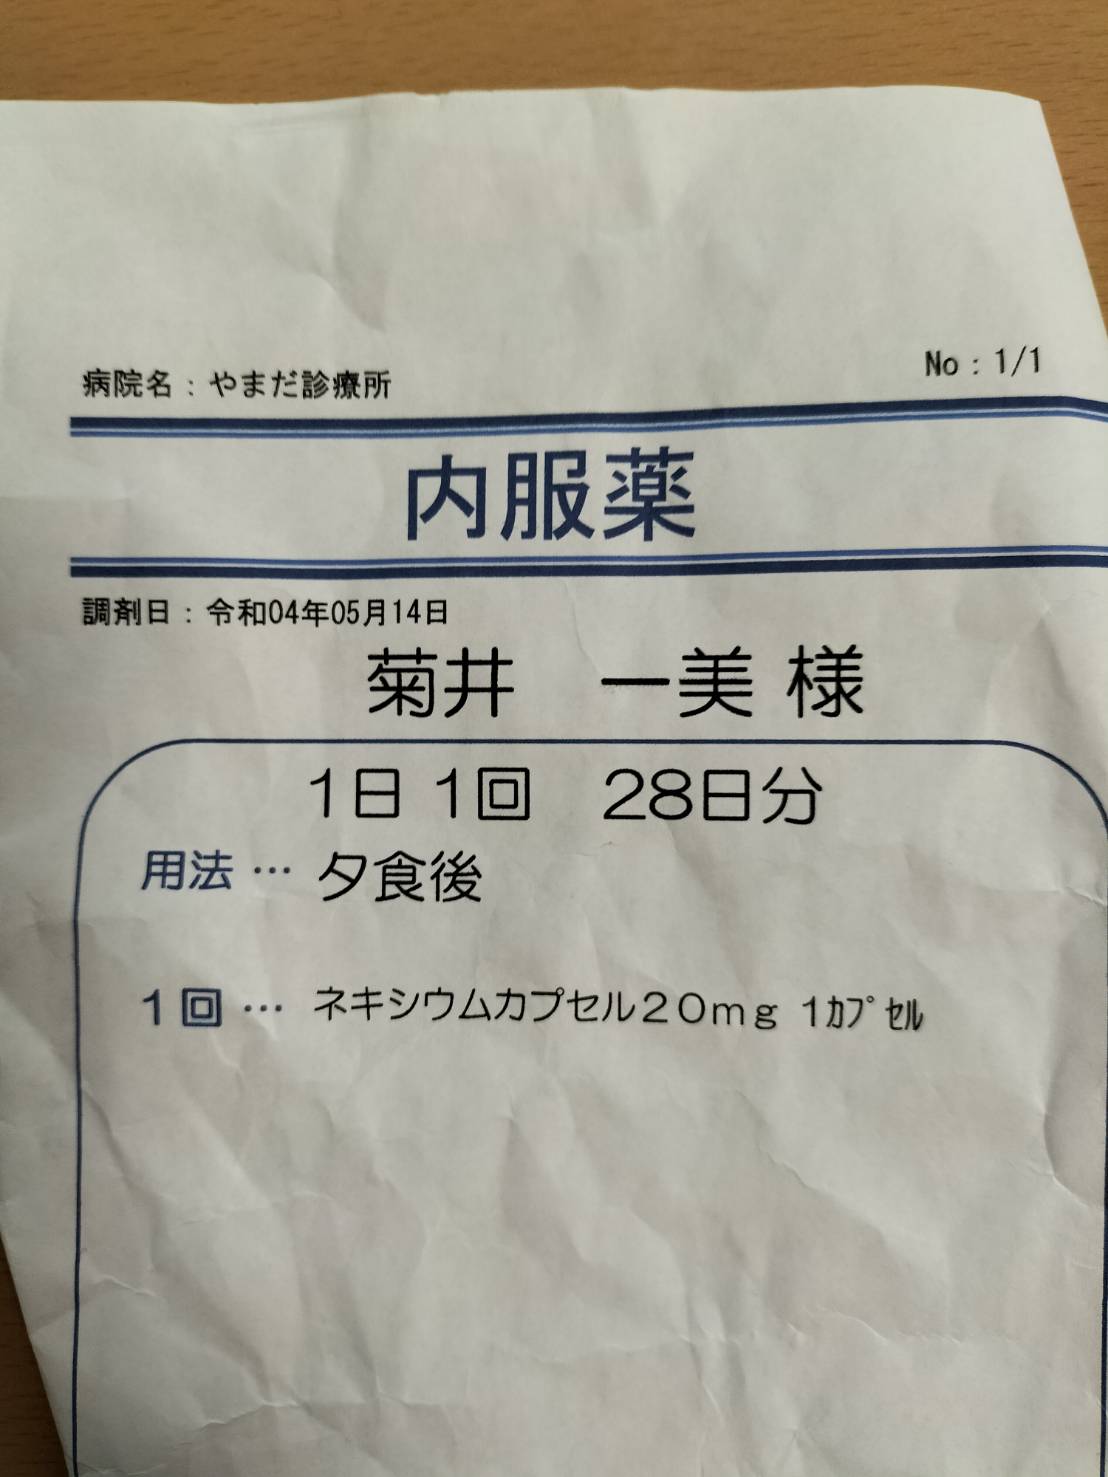 No : 1/1
病院名 : やまだ診療所
内服薬
調剤日 : 令和04年05月14日
菊井　一美 様
1日 1回　28日分
用法 … 夕食後
1回 … ネキシウムカプセル20mg 1ｶﾌﾟｾﾙ